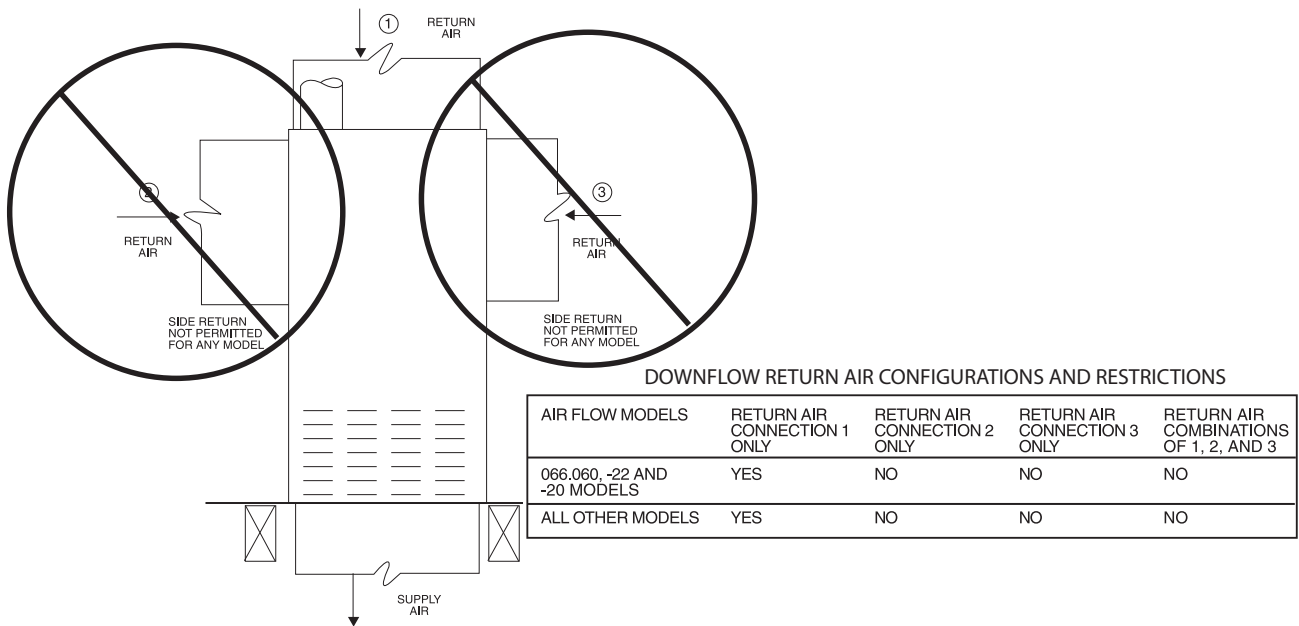 ①
RETURN
AIR
②
RETURN
AIR
SIDE RETURN
NOT PERMITTED
FOR ANY MODEL
③
RETURN
AIR
SIDE RETURN
NOT PERMITTED
FOR ANY MODEL
DOWNFLOW RETURN AIR CONFIGURATIONS AND RESTRICTIONS
AIR FLOW MODELS
RETURN AIR
CONNECTION 1
ONLY
RETURN AIR
CONNECTION 2
ONLY
RETURN AIR
CONNECTION 3
ONLY
RETURN AIR
COMBINATIONS
OF 1, 2, AND 3
066.060, -22 AND
-20 MODELS
YES
NO
NO
NO
ALL OTHER MODELS
YES
NO
NO
NO
SUPPLY
AIR